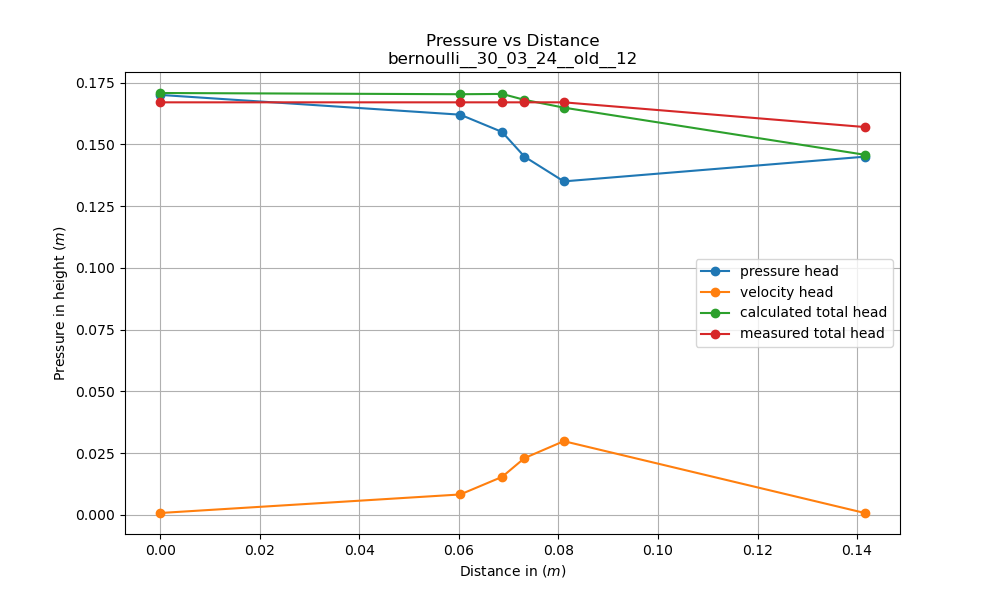 Pressure vs Distance
bernoulli__30_03_24__old__12
Pressure in height (m)
0.175
0.150
0.125
0.100
0.075
0.050
0.025
0.000
pressure head
velocity head
calculated total head
measured total head
0.00 0.02 0.04 0.06 0.08 0.10 0.12 0.14
Distance in (m)